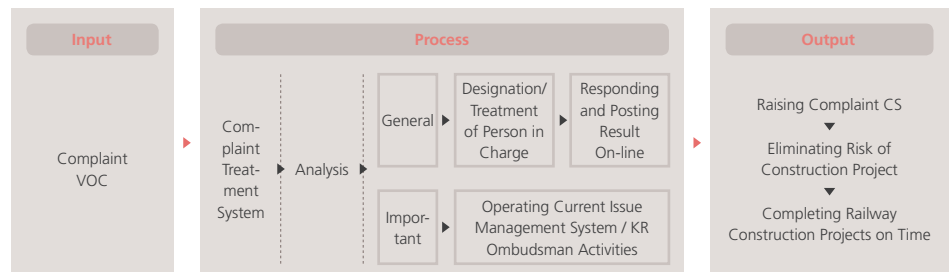 Input
Complaint
VOC
Process
Com-
plaint
Treat-
ment
System
Analysis
General
Designation/
Treatment
of Person in
Charge
Responding
and Posting
Result
On-line
Impor-
tant
Operating Current Issue
Management System / KR
Ombudsman Activities
Output
Raising Complaint CS
Eliminating Risk of
Construction Project
Completing Railway
Construction Projects on Time